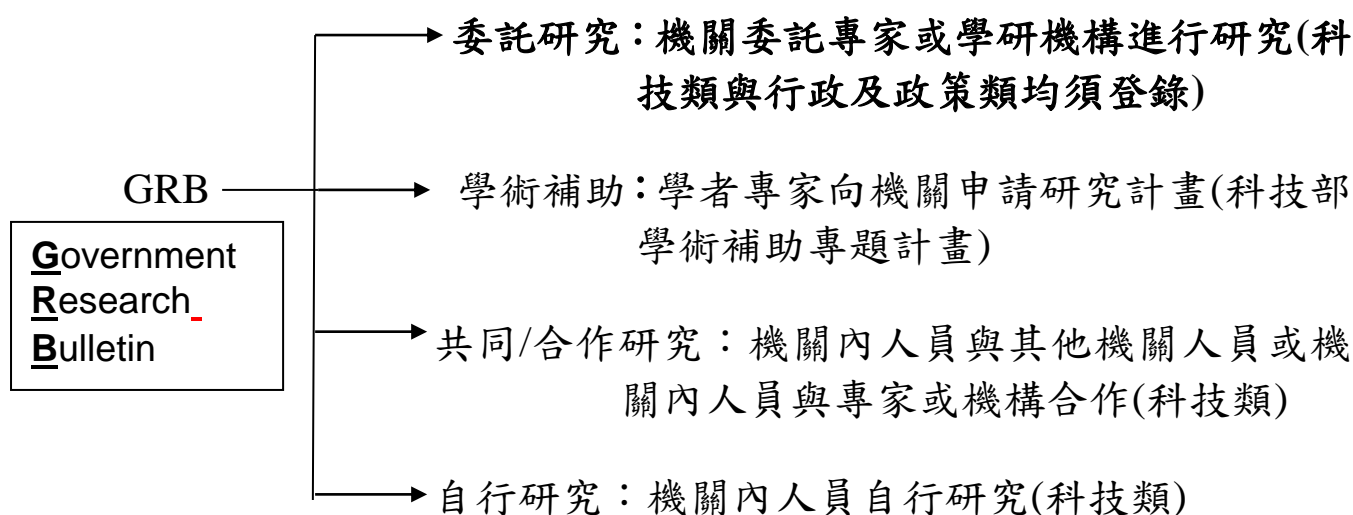 委託研究：機關委託專家或學研機構進行研究(科
技類與行政及政策類均須登錄)
GRB
Government
Research
Bulletin
學術補助：學者專家向機關申請研究計畫(科技部
學術補助專題計畫)
共同/合作研究：機關內人員與其他機關人員或機
關內人員與專家或機構合作(科技類)
自行研究：機關內人員自行研究(科技類)